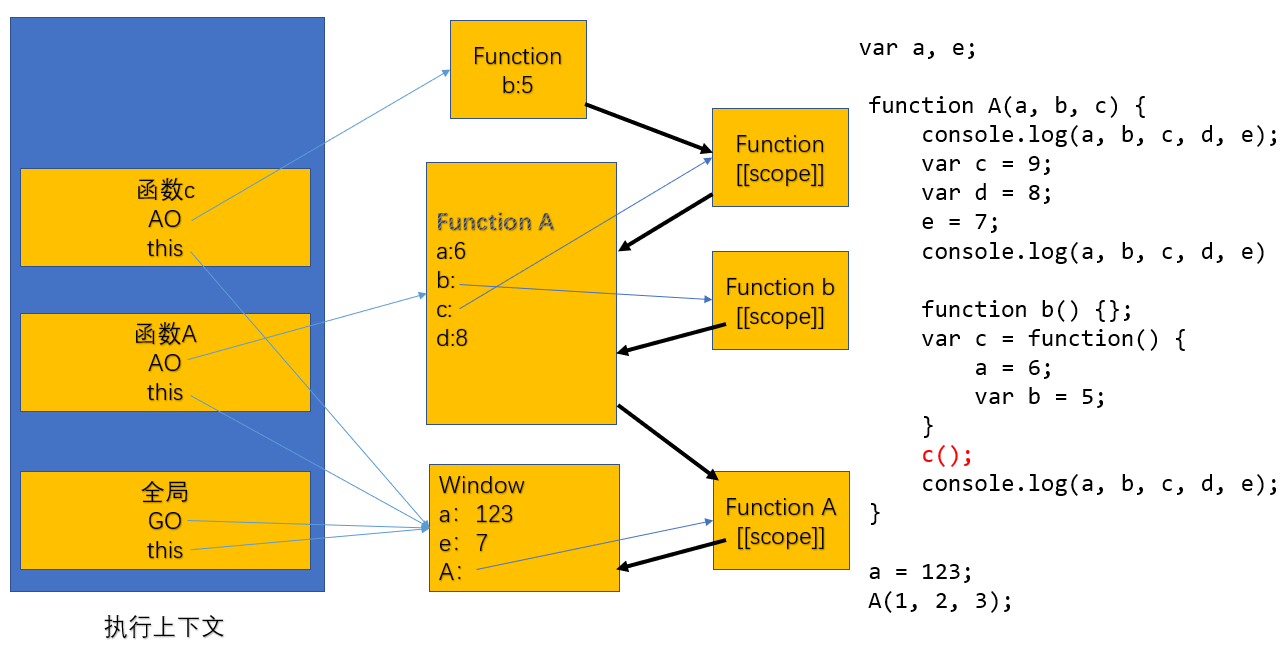 函数c
AO
this
函数A
AO
this
全局
GO
this
执行上下文
Function
b:5
Function A
a:6
b:
c:
d:8
Window
a： 123
e： 7
A：
Function
[[scope]]
Function b
[[scope]]
Function A
[[scope]]
var a, e;
function A(a, b, c) {
    console.log(a, b, c, d, e);
    var c = 9;
    var d = 8;
    e = 7;
    console.log(a, b, c, d, e)
    function b() {};
    var c = function() {
        a = 6;
        var b = 5;
    }
    c();
    console.log(a, b, c, d, e);
}
a = 123;
A(1, 2, 3);